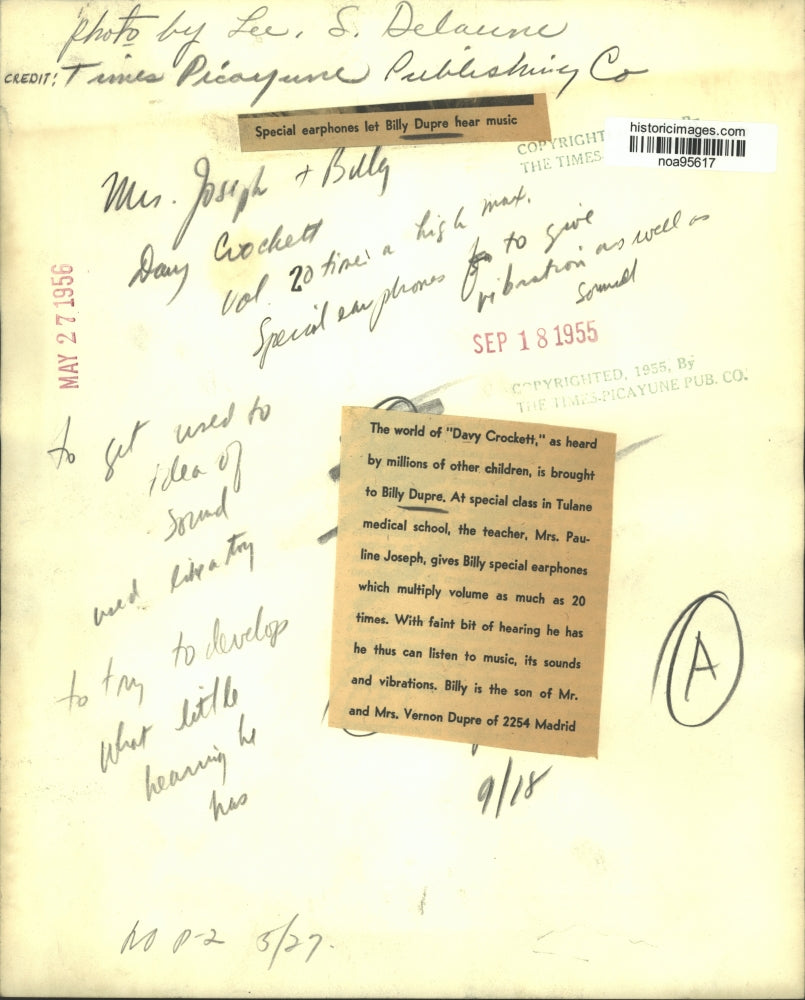 photo by Lee. S. Delaune
CREDIT: Times Picayune Publishing Co
Special earphones let Billy Dupre hear music
COPYRIGHT
THE TIMES-
historicimages.com
noa95617
Mrs. Joseph + Billy
Davy Crockett
vol 20 times a high max.
Special earphones to give
vibration as well as
sound
MAY 27 1956
SEP 18 1955
COPYRIGHTED, 1955, By
THE TIMES-PICAYUNE PUB. CO.
to get used to
idea of
sound
used like a toy
to try to develop
what little
hearing he
has
The world of "Davy Crockett," as heard
by millions of other children, is brought
to Billy Dupre. At special class in Tulane
medical school, the teacher, Mrs. Pau-
line Joseph, gives Billy special earphones
which multiply volume as much as 20
times. With faint bit of hearing he has
he thus can listen to music, its sounds
and vibrations. Billy is the son of Mr.
and Mrs. Vernon Dupre of 2254 Madrid
A
9/18
P-2 5/27.